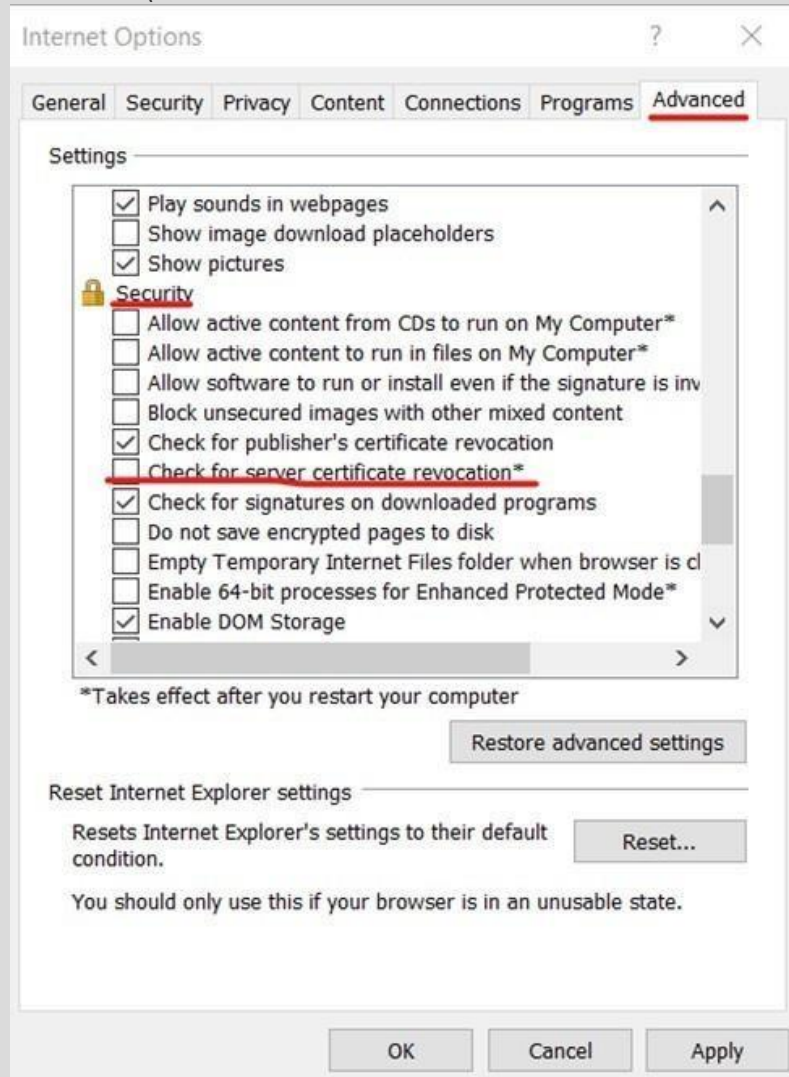 Internet Options
?
General Security Privacy Content Connections Programs Advanced
Settings
Play sounds in webpages
Show image download placeholders
Show pictures
Security
Allow active content from CDs to run on My Computer*
Allow active content to run in files on My Computer*
Allow software to run or install even if the signature is inv
Block unsecured images with other mixed content
Check for publisher's certificate revocation
Check for server certificate revocation*
Check for signatures on downloaded programs
Do not save encrypted pages to disk
Empty Temporary Internet Files folder when browser is cl
Enable 64-bit processes for Enhanced Protected Mode*
Enable DOM Storage
*Takes effect after you restart your computer
Restore advanced settings
Reset Internet Explorer settings
Resets Internet Explorer's settings to their default
condition.
Reset...
You should only use this if your browser is in an unusable state.
OK Cancel Apply